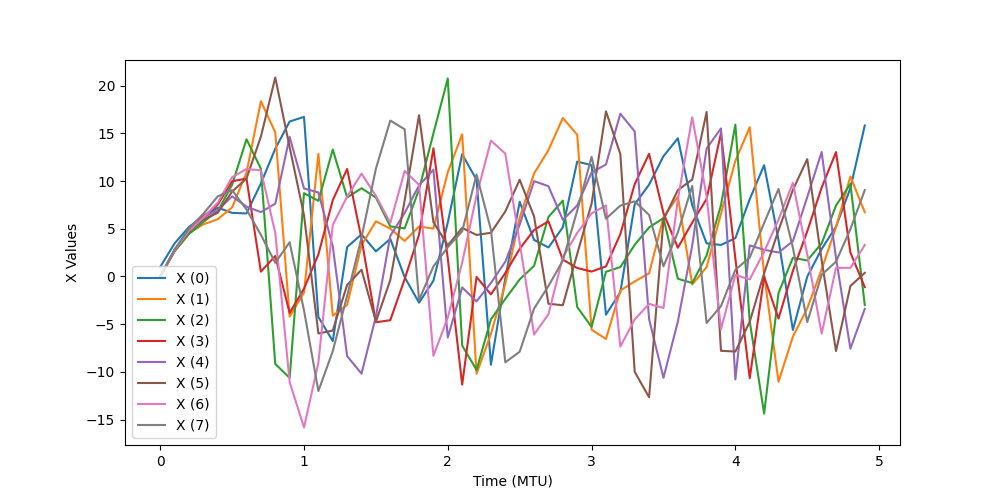 20
15
10
5
0
−5
−10
−15
X Values
X (0)
X (1)
X (2)
X (3)
X (4)
X (5)
X (6)
X (7)
0 1 2 3 4 5
Time (MTU)